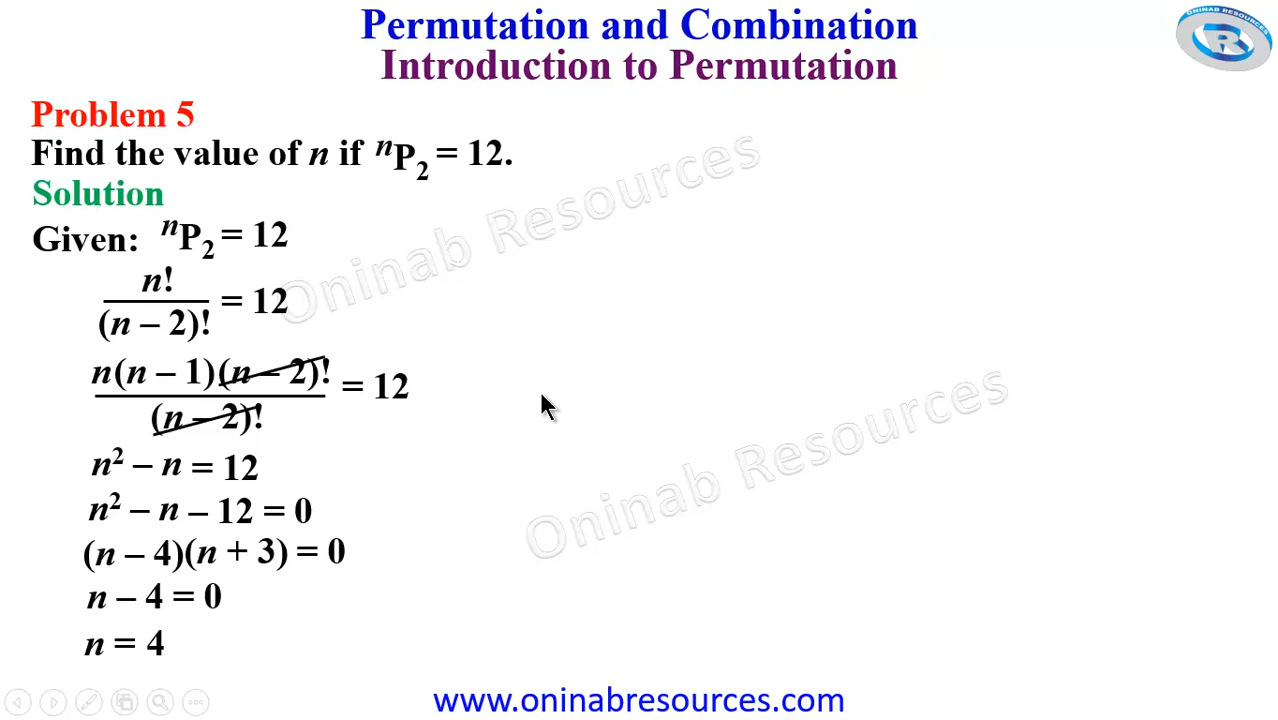 Permutation and Combination
Introduction to Permutation
ONINAB RESOURCES
R
Problem 5
Find the value of n if ⁿP₂ = 12.
Solution
Given: ⁿP₂ = 12
n!/(n – 2)! = 12
n(n – 1)(n – 2)!/(n – 2)! = 12
n² – n = 12
n² – n – 12 = 0
(n – 4)(n + 3) = 0
n – 4 = 0
n = 4
Oninab Resources
Oninab Resources
www.oninabresources.com